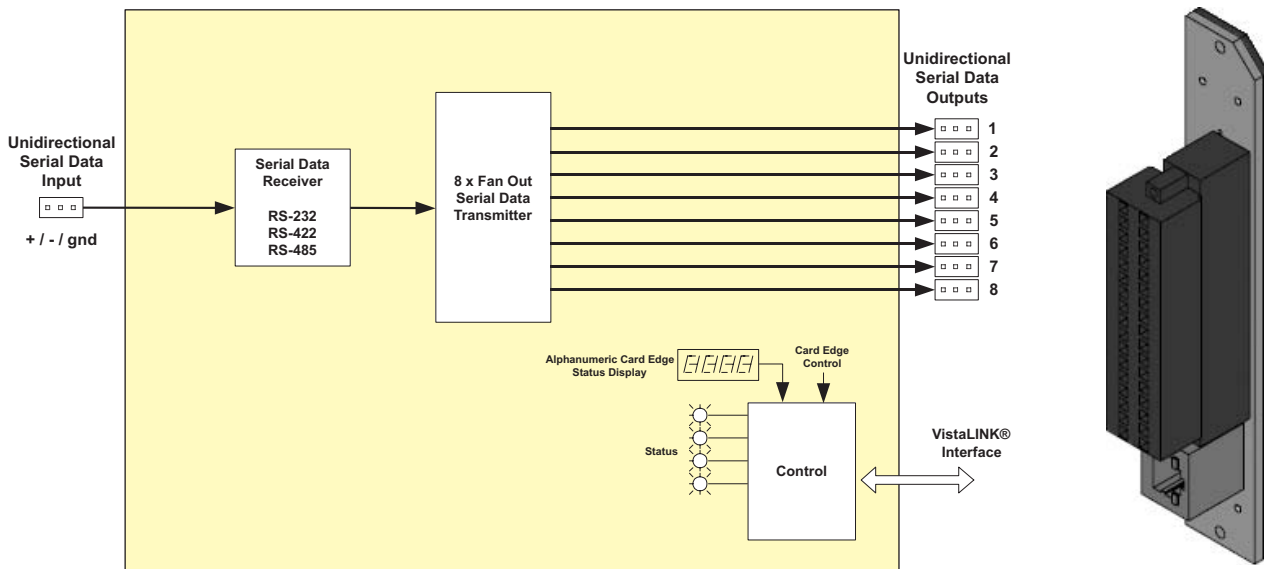 Unidirectional
Serial Data
Input
+ / - / gnd
Serial Data
Receiver
RS-232
RS-422
RS-485
8 x Fan Out
Serial Data
Transmitter
Unidirectional
Serial Data
Outputs
1
2
3
4
5
6
7
8
Alphanumeric Card Edge
Status Display
Card Edge
Control
Status
Control
VistaLINK®
Interface